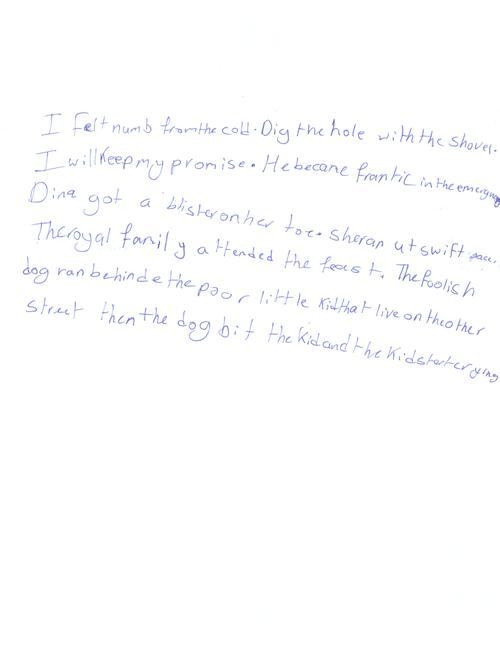 I felt numb from the cold. Dig the hole with the shovel.
I will keep my promise. He became frantic in the emergency
Dina got a blister on her toe. She ran at swift pace.
The royal family attended the feast. The foolish
dog ran behinde the poor little kid that live on the other
street then the dog bit the kid and the kid start crying